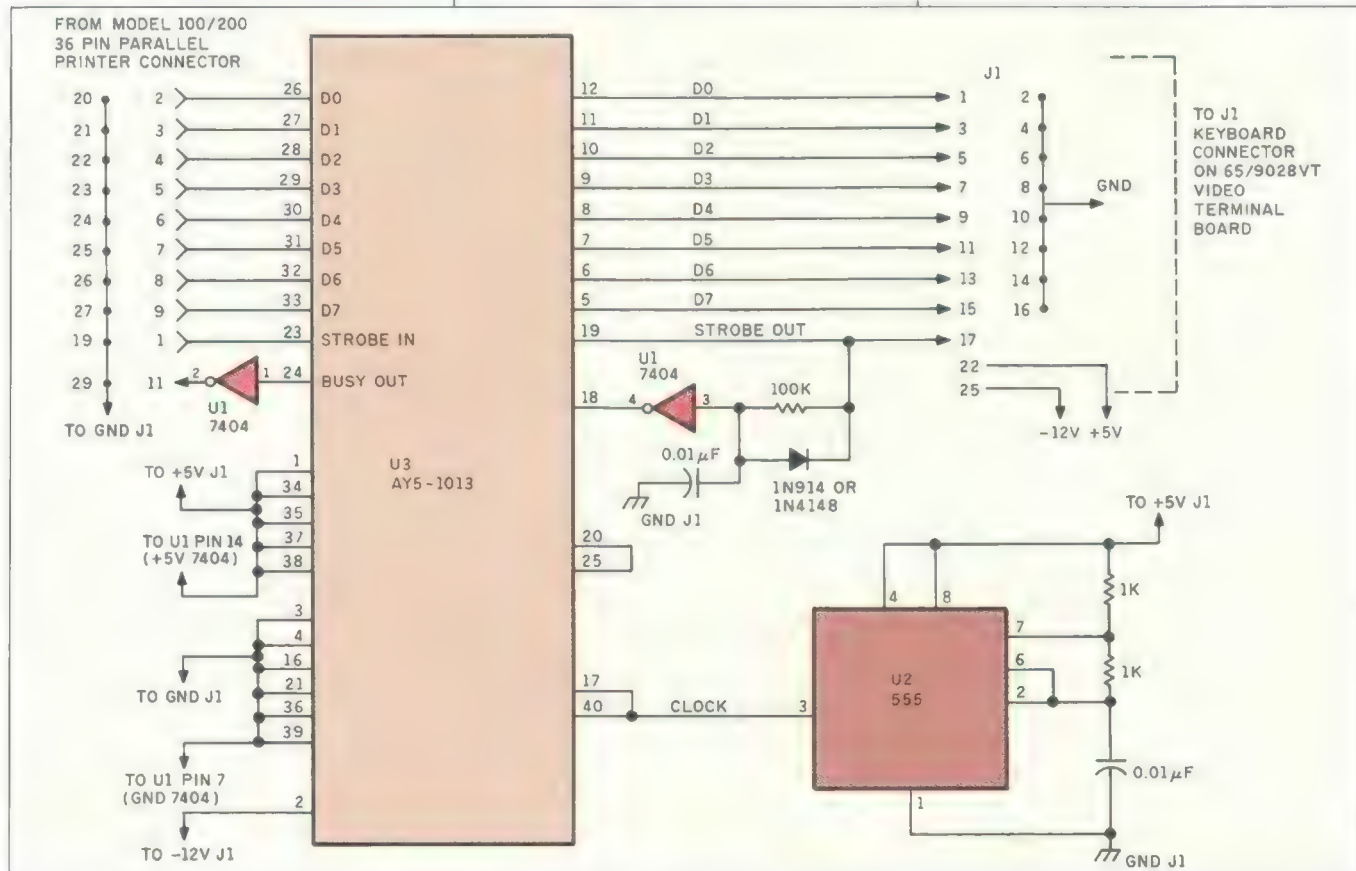 FROM MODEL 100/200
36 PIN PARALLEL
PRINTER CONNECTOR
20 2 26 D0 12 D0 1 2
21 3 27 D1 11 D1 3 4
22 4 28 D2 10 D2 5 6
23 5 29 D3 9 D3 7 8
24 6 30 D4 8 D4 9 10
25 7 31 D5 7 D5 11 12
26 8 32 D6 6 D6 13 14
27 9 33 D7 5 D7 15 16
19 1 23 STROBE IN 19 STROBE OUT 17
29 11 2 1 24 BUSY OUT
U1
7404
TO GND J1
J1
GND
TO J1
KEYBOARD
CONNECTOR
ON 65/9028VT
VIDEO
TERMINAL
BOARD
22
25
-12V +5V
18 4 3
U1
7404
100K
0.01μF
GND J1
1N914 OR
1N4148
U3
AY5-1013
TO +5V J1
1
34
35
37
38
TO U1 PIN 14
(+5V 7404)
3
4
16
21
36
39
TO GND J1
TO U1 PIN 7
(GND 7404)
2
TO -12V J1
20
25
17
40 CLOCK 3
TO +5V J1
4 8
1K
7
6
1K
2
U2
555
0.01μF
1
GND J1